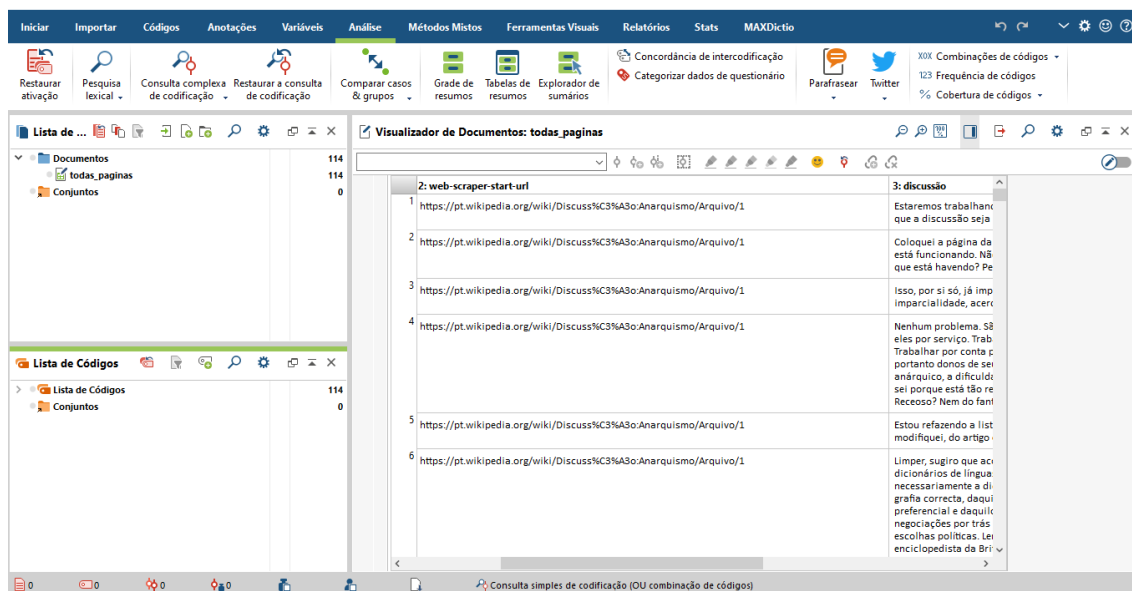 Iniciar Importar Códigos Anotações Variáveis Análise Métodos Mistos Ferramentas Visuais Relatórios Stats MAXDictio
Restaurar ativação
Pesquisa lexical
Consulta complexa de codificação
Restaurar a consulta de codificação
Comparar casos & grupos
Grade de resumos
Tabelas de resumos
Explorador de sumários
Concordância de intercodificação
Categorizar dados de questionário
Parafrasear
Twitter
XOX Combinações de códigos
123 Frequência de códigos
% Cobertura de códigos
Lista de ...
Documentos 114
todas_paginas 114
Conjuntos 0
Lista de Códigos
Lista de Códigos 114
Conjuntos 0
Visualizador de Documentos: todas_paginas
2: web-scraper-start-url 3: discussão
1 https://pt.wikipedia.org/wiki/Discuss%C3%A3o:Anarquismo/Arquivo/1
Estaremos trabalhand
que a discussão seja
2 https://pt.wikipedia.org/wiki/Discuss%C3%A3o:Anarquismo/Arquivo/1
Coloquei a página da
está funcionando. Nã
que está havendo? Pe
3 https://pt.wikipedia.org/wiki/Discuss%C3%A3o:Anarquismo/Arquivo/1
Isso, por si só, já imp
imparcialidade, acerc
4 https://pt.wikipedia.org/wiki/Discuss%C3%A3o:Anarquismo/Arquivo/1
Nenhum problema. Sã
eles por serviço. Trab
Trabalhar por conta p
portanto donos de seu
anárquico, a dificulda
sei porque está tão re
Receoso? Nem do fant
5 https://pt.wikipedia.org/wiki/Discuss%C3%A3o:Anarquismo/Arquivo/1
Estou refazendo a list
modifiquei, do artigo
6 https://pt.wikipedia.org/wiki/Discuss%C3%A3o:Anarquismo/Arquivo/1
Limper, sugiro que ac
dicionários de língua
necessariamente a di
grafia correcta, daqui
preferencial e daquilo
negociações por trás
escolhas políticas. Le
enciclopedista da Bri
0 0 0 0
Consulta simples de codificação (OU combinação de códigos)